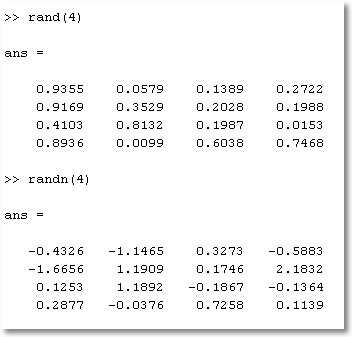 >> rand(4)
ans =
0.9355 0.0579 0.1389 0.2722
0.9169 0.3529 0.2028 0.1988
0.4103 0.8132 0.1987 0.0153
0.8936 0.0099 0.6038 0.7468
>> randn(4)
ans =
-0.4326 -1.1465 0.3273 -0.5883
-1.6656 1.1909 0.1746 2.1832
0.1253 1.1892 -0.1867 -0.1364
0.2877 -0.0376 0.7258 0.1139